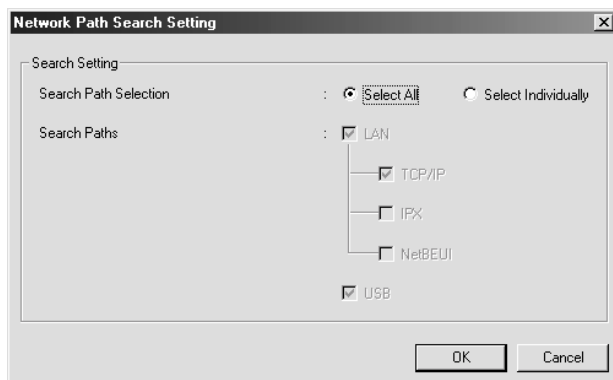 Network Path Search Setting
Search Setting
Search Path Selection : Select All Select Individually
Search Paths : LAN
TCP/IP
IPX
NetBEUI
USB
OK Cancel